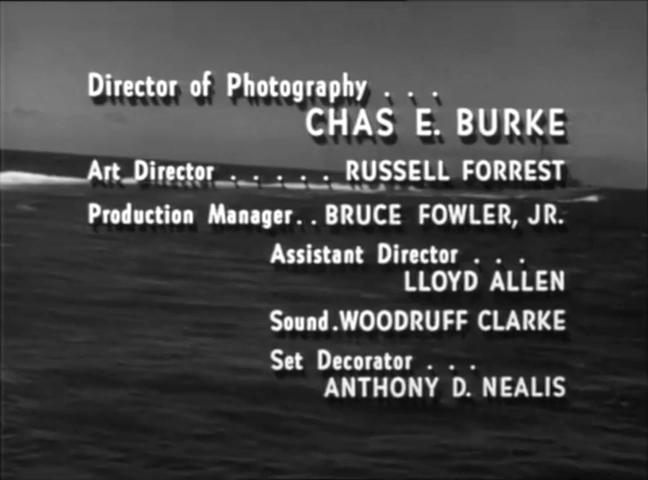 Director of Photography . . .
CHAS E. BURKE
Art Director . . . . . RUSSELL FORREST
Production Manager. . BRUCE FOWLER, JR.
Assistant Director . . .
LLOYD ALLEN
Sound.WOODRUFF CLARKE
Set Decorator . . .
ANTHONY D. NEALIS